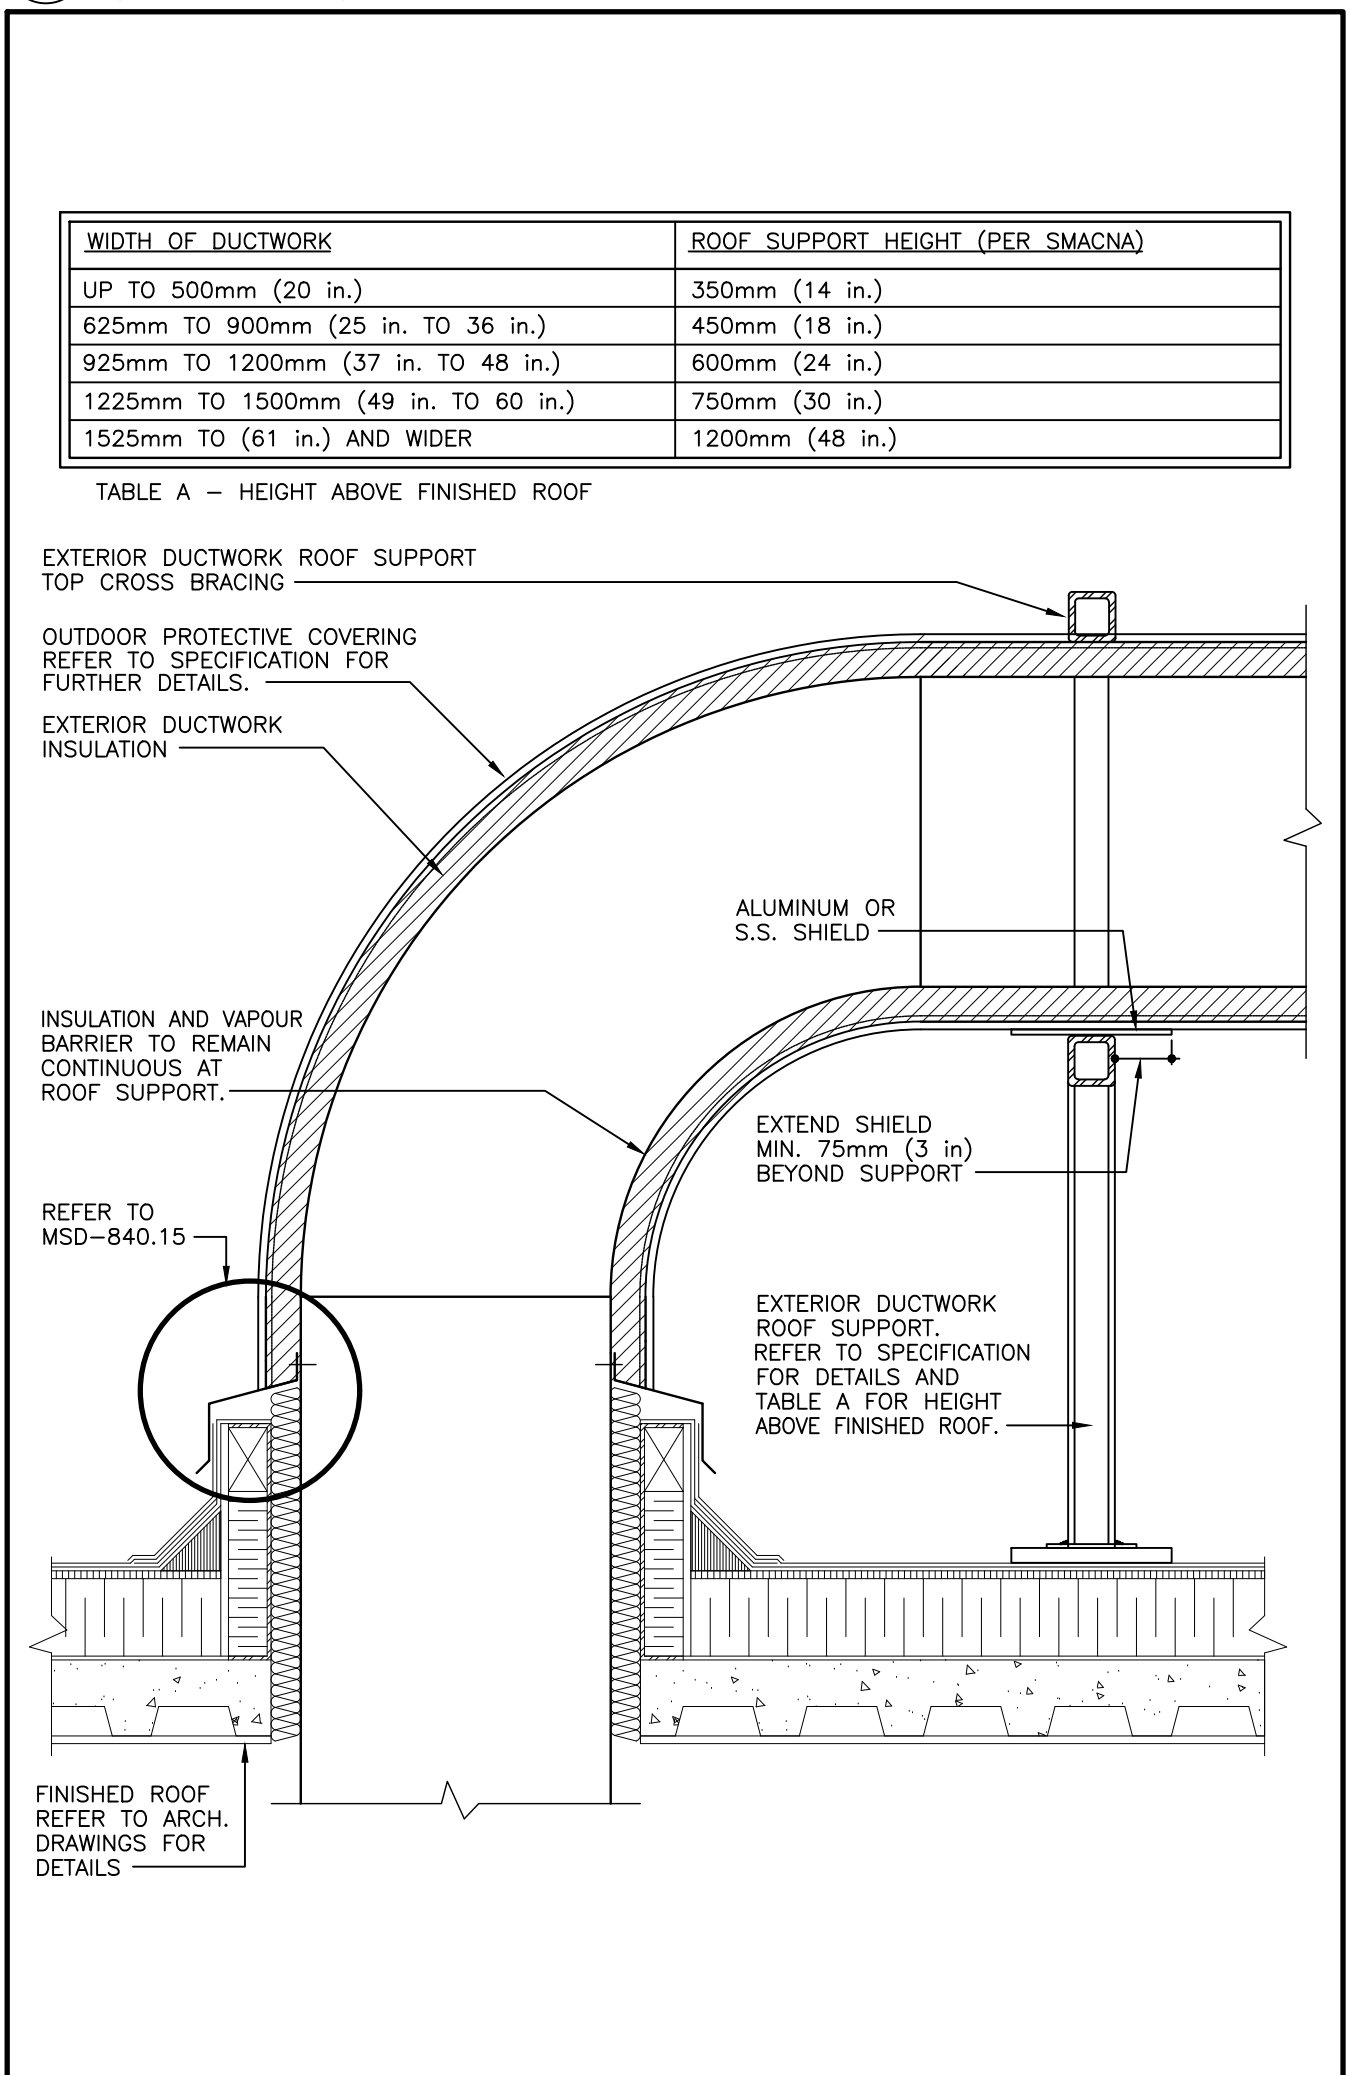 WIDTH OF DUCTWORK ROOF SUPPORT HEIGHT (PER SMACNA)
UP TO 500mm (20 in.) 350mm (14 in.)
625mm TO 900mm (25 in. TO 36 in.) 450mm (18 in.)
925mm TO 1200mm (37 in. TO 48 in.) 600mm (24 in.)
1225mm TO 1500mm (49 in. TO 60 in.) 750mm (30 in.)
1525mm TO (61 in.) AND WIDER 1200mm (48 in.)
TABLE A – HEIGHT ABOVE FINISHED ROOF
EXTERIOR DUCTWORK ROOF SUPPORT
TOP CROSS BRACING
OUTDOOR PROTECTIVE COVERING
REFER TO SPECIFICATION FOR
FURTHER DETAILS.
EXTERIOR DUCTWORK
INSULATION
ALUMINUM OR
S.S. SHIELD
INSULATION AND VAPOUR
BARRIER TO REMAIN
CONTINUOUS AT
ROOF SUPPORT.
EXTEND SHIELD
MIN. 75mm (3 in)
BEYOND SUPPORT
REFER TO
MSD–840.15
EXTERIOR DUCTWORK
ROOF SUPPORT.
REFER TO SPECIFICATION
FOR DETAILS AND
TABLE A FOR HEIGHT
ABOVE FINISHED ROOF.
FINISHED ROOF
REFER TO ARCH.
DRAWINGS FOR
DETAILS